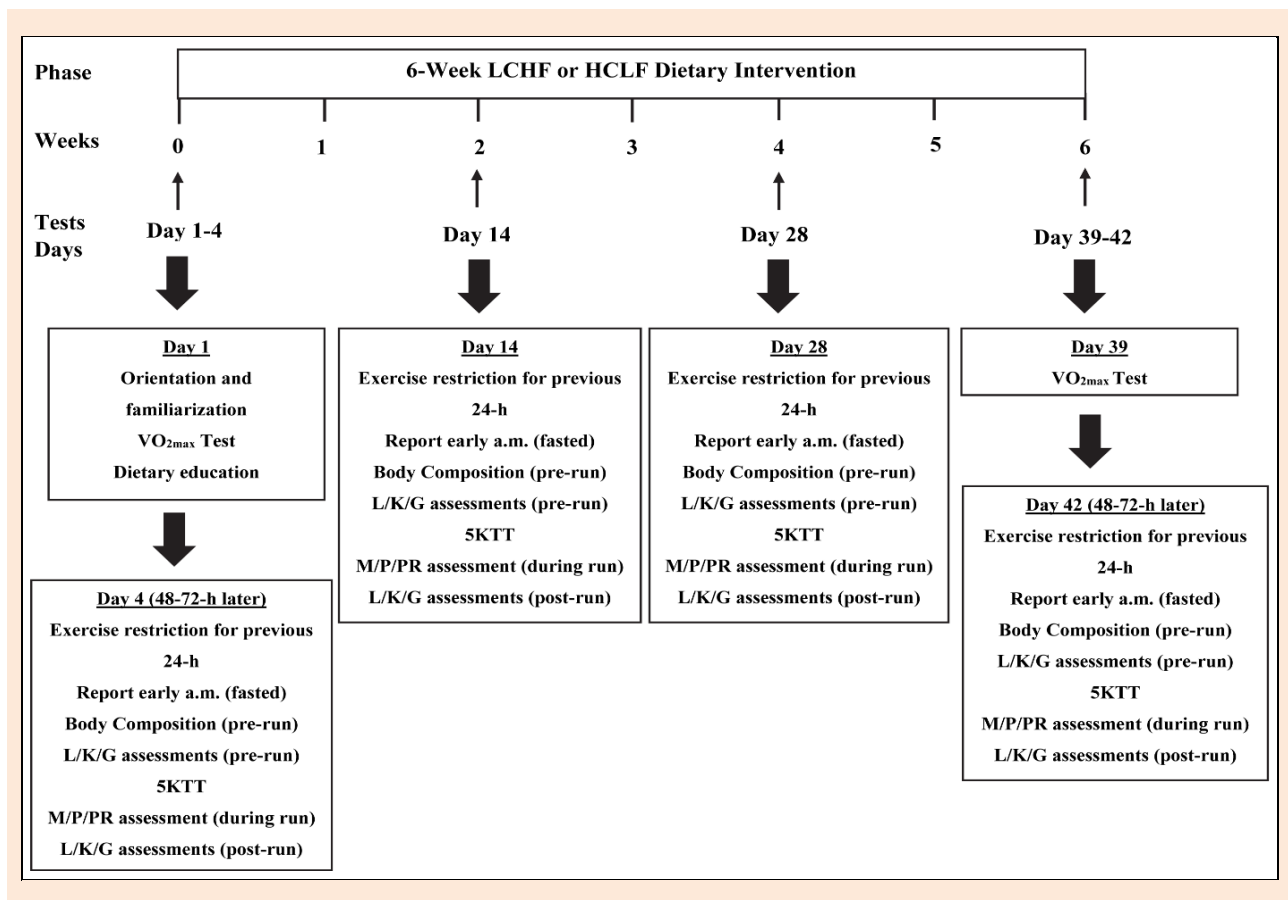 Phase
6-Week LCHF or HCLF Dietary Intervention
Weeks
0
1
2
3
4
5
6
Tests
Days
Day 1-4
Day 14
Day 28
Day 39-42
Day 1
Orientation and
familiarization
VO₂max Test
Dietary education
Day 4 (48-72-h later)
Exercise restriction for previous
24-h
Report early a.m. (fasted)
Body Composition (pre-run)
L/K/G assessments (pre-run)
5KTT
M/P/PR assessment (during run)
L/K/G assessments (post-run)
Day 14
Exercise restriction for previous
24-h
Report early a.m. (fasted)
Body Composition (pre-run)
L/K/G assessments (pre-run)
5KTT
M/P/PR assessment (during run)
L/K/G assessments (post-run)
Day 28
Exercise restriction for previous
24-h
Report early a.m. (fasted)
Body Composition (pre-run)
L/K/G assessments (pre-run)
5KTT
M/P/PR assessment (during run)
L/K/G assessments (post-run)
Day 39
VO₂max Test
Day 42 (48-72-h later)
Exercise restriction for previous
24-h
Report early a.m. (fasted)
Body Composition (pre-run)
L/K/G assessments (pre-run)
5KTT
M/P/PR assessment (during run)
L/K/G assessments (post-run)